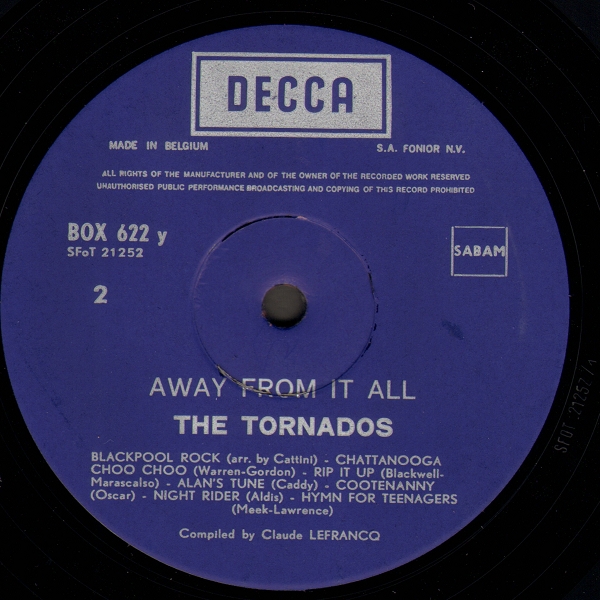 DECCA
MADE IN BELGIUM
S.A. FONIOR N.V.
ALL RIGHTS OF THE MANUFACTURER AND OF THE OWNER OF THE RECORDED WORK RESERVED
UNAUTHORISED PUBLIC PERFORMANCE BROADCASTING AND COPYING OF THIS RECORD PROHIBITED
BOX 622 y
SFoT 21252
SABAM
2
AWAY FROM IT ALL
THE TORNADOS
BLACKPOOL ROCK (arr. by Cattini) - CHATTANOOGA
CHOO CHOO (Warren-Gordon) - RIP IT UP (Blackwell-
Marascalso) - ALAN'S TUNE (Caddy) - COOTENANNY
(Oscar) - NIGHT RIDER (Aldis) - HYMN FOR TEENAGERS
(Meek-Lawrence)
Compiled by Claude LEFRANCQ